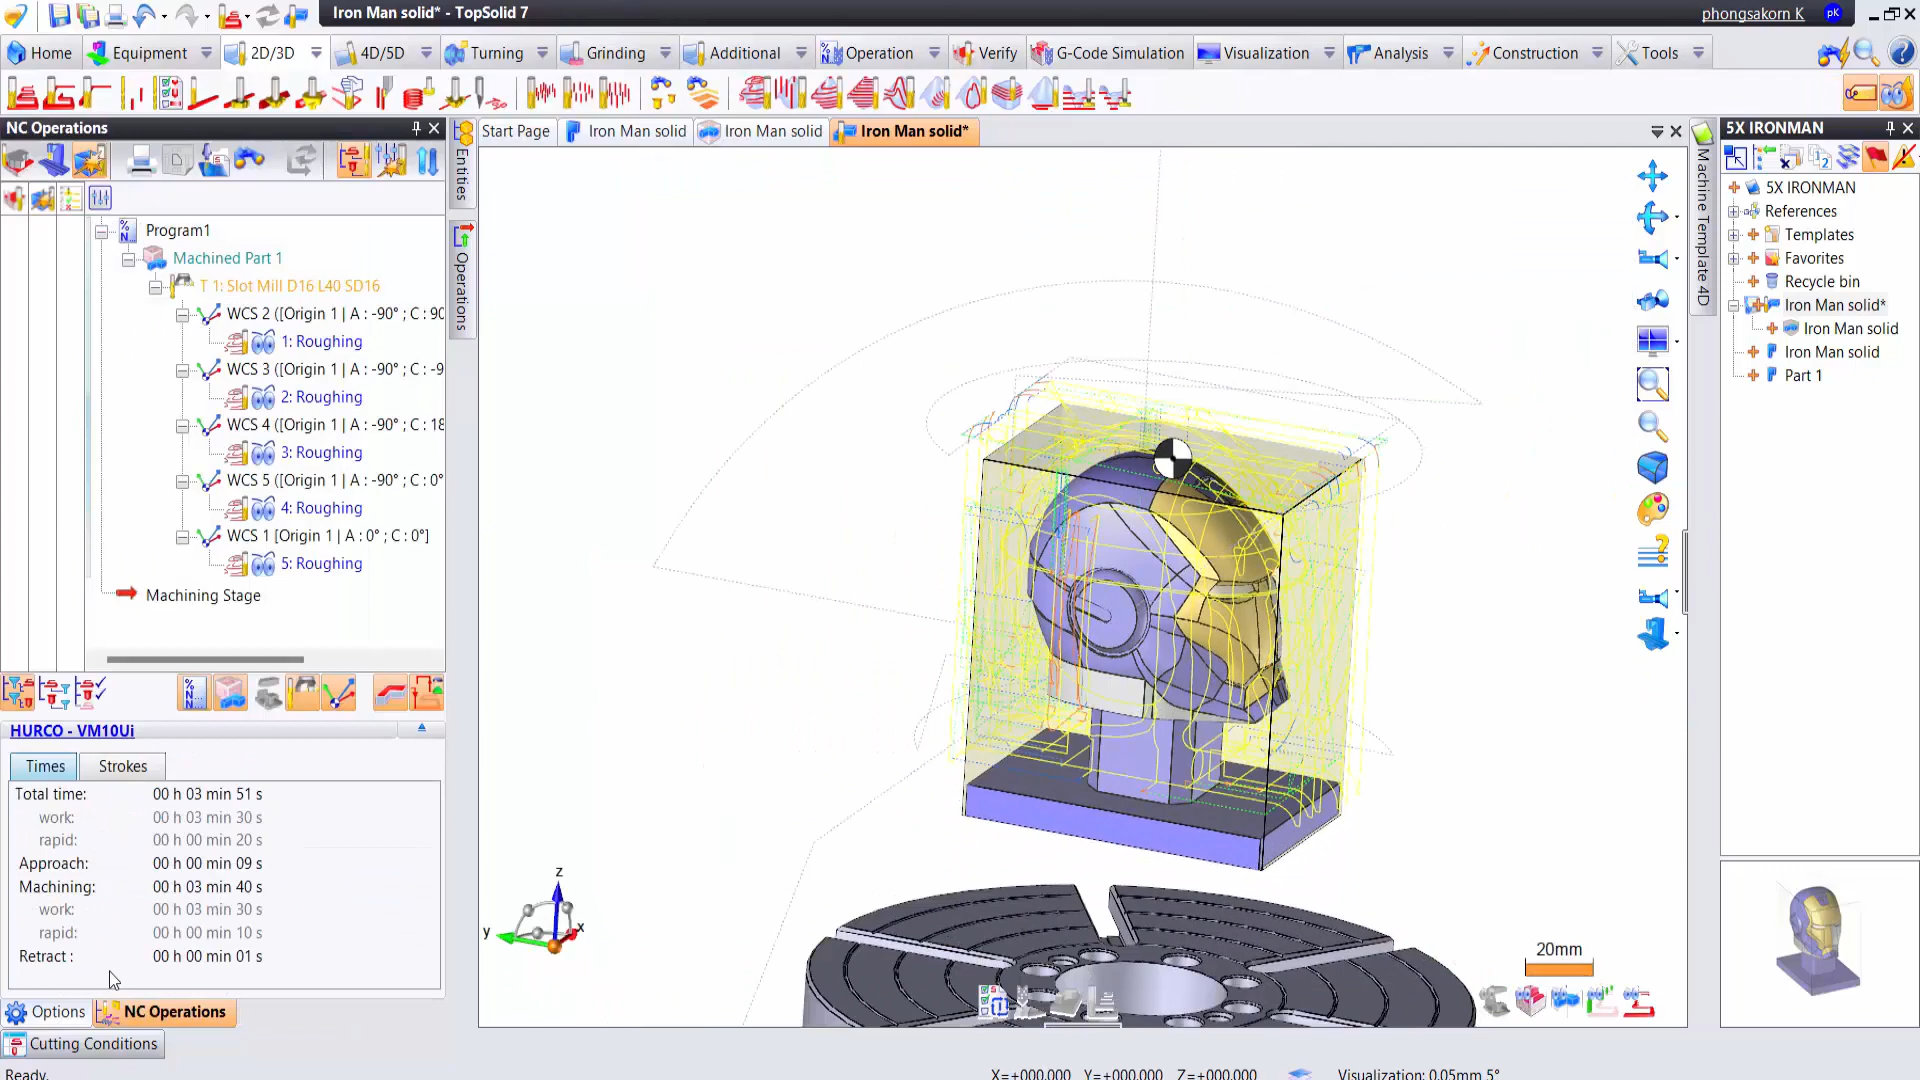 Iron Man solid* - TopSolid 7
phongsakorn K
pK
Home
Equipment
2D/3D
4D/5D
Turning
Grinding
Additional
Operation
Verify
G-Code Simulation
Visualization
Analysis
Construction
Tools
NC Operations
Start Page
Iron Man solid
Iron Man solid
Iron Man solid*
5X IRONMAN
Entities
Operations
Program1
Machined Part 1
T 1: Slot Mill D16 L40 SD16
WCS 2 ([Origin 1 | A : -90° ; C : 90
1: Roughing
WCS 3 ([Origin 1 | A : -90° ; C : -9
2: Roughing
WCS 4 ([Origin 1 | A : -90° ; C : 18
3: Roughing
WCS 5 ([Origin 1 | A : -90° ; C : 0°
4: Roughing
WCS 1 [Origin 1 | A : 0° ; C : 0°]
5: Roughing
Machining Stage
HURCO - VM10Ui
Times
Strokes
Total time: 00 h 03 min 51 s
work: 00 h 03 min 30 s
rapid: 00 h 00 min 20 s
Approach: 00 h 00 min 09 s
Machining: 00 h 03 min 40 s
work: 00 h 03 min 30 s
rapid: 00 h 00 min 10 s
Retract : 00 h 00 min 01 s
Options
NC Operations
Cutting Conditions
Ready.
z
y
x
20mm
Machine Template 4D
5X IRONMAN
References
Templates
Favorites
Recycle bin
Iron Man solid*
Iron Man solid
Iron Man solid
Part 1
X=+000.000 Y=+000.000 Z=+000.000
Visualization: 0.05mm 5°